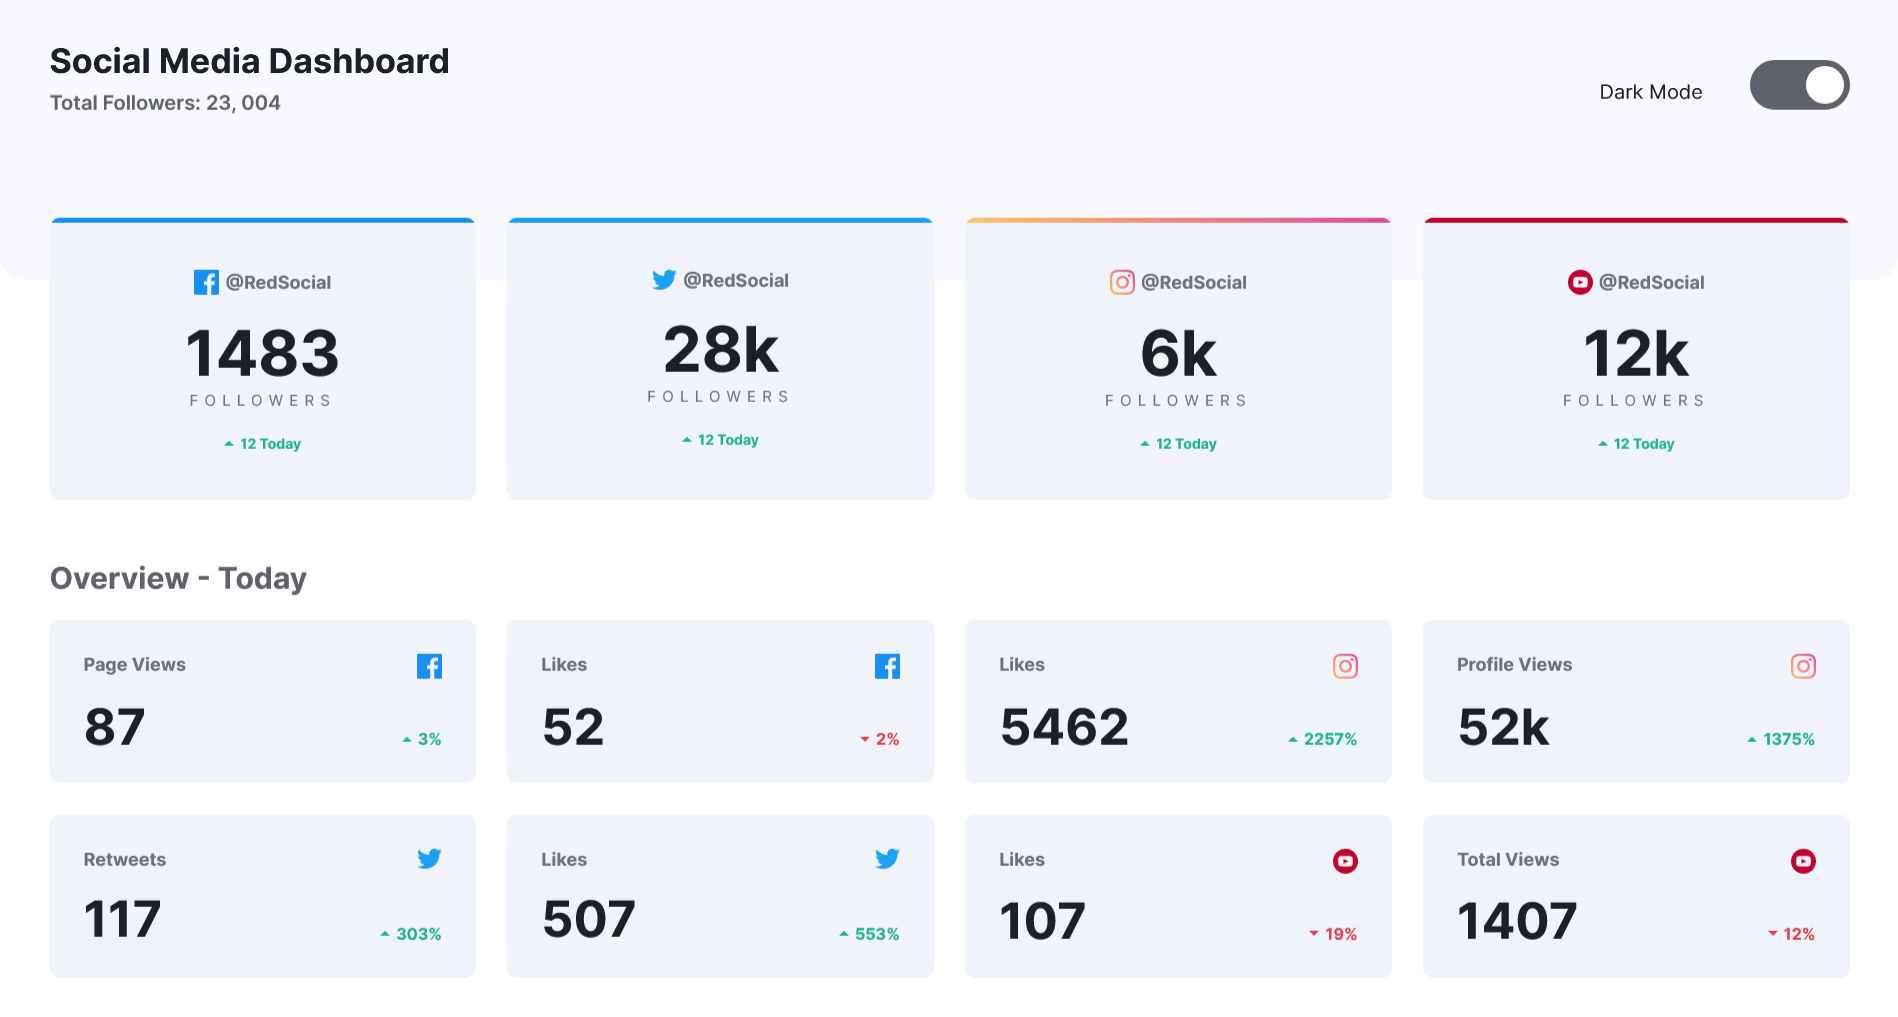 Social Media Dashboard
Total Followers: 23, 004
Dark Mode
@RedSocial
1483
FOLLOWERS
12 Today
@RedSocial
28k
FOLLOWERS
12 Today
@RedSocial
6k
FOLLOWERS
12 Today
@RedSocial
12k
FOLLOWERS
12 Today
Overview - Today
Page Views
87
3%
Likes
52
2%
Likes
5462
2257%
Profile Views
52k
1375%
Retweets
117
303%
Likes
507
553%
Likes
107
19%
Total Views
1407
12%